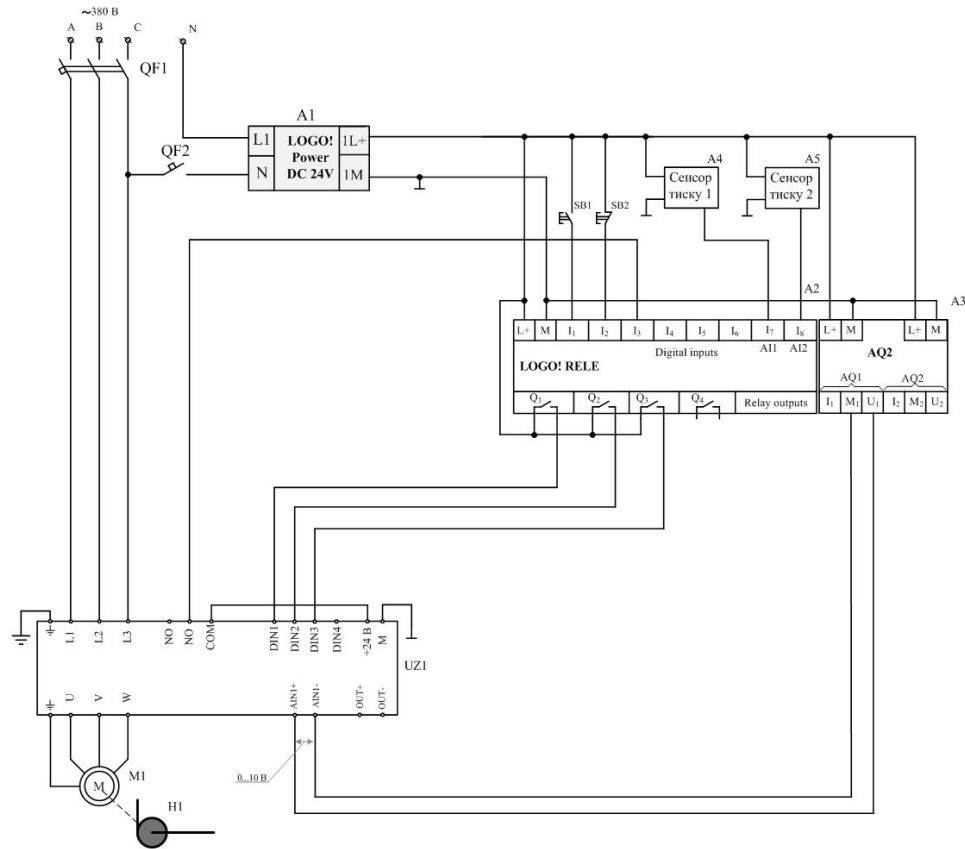 ~380 В
A B C N
QF1
A1
L1 LOGO! 1L+
Power
N DC 24V 1M
QF2
SB1 SB2
A4 A5
Сенсор Сенсор
тиску 1 тиску 2
A2
A3
L+ M I1 I2 I3 I4 I5 I6 I7 I8
Digital inputs AI1 AI2
LOGO! RELE
Q1 Q2 Q3 Q4 Relay outputs
L+ M L+ M
AQ2
AQ1 AQ2
I1 M1 U1 I2 M2 U2
L1 L2 L3 NO NO COM DIN1 DIN2 DIN3 DIN4 +24 В M
UZ1
U V W AIN1+ AIN1- OUT+ OUT-
0...10 В
M M1
H1